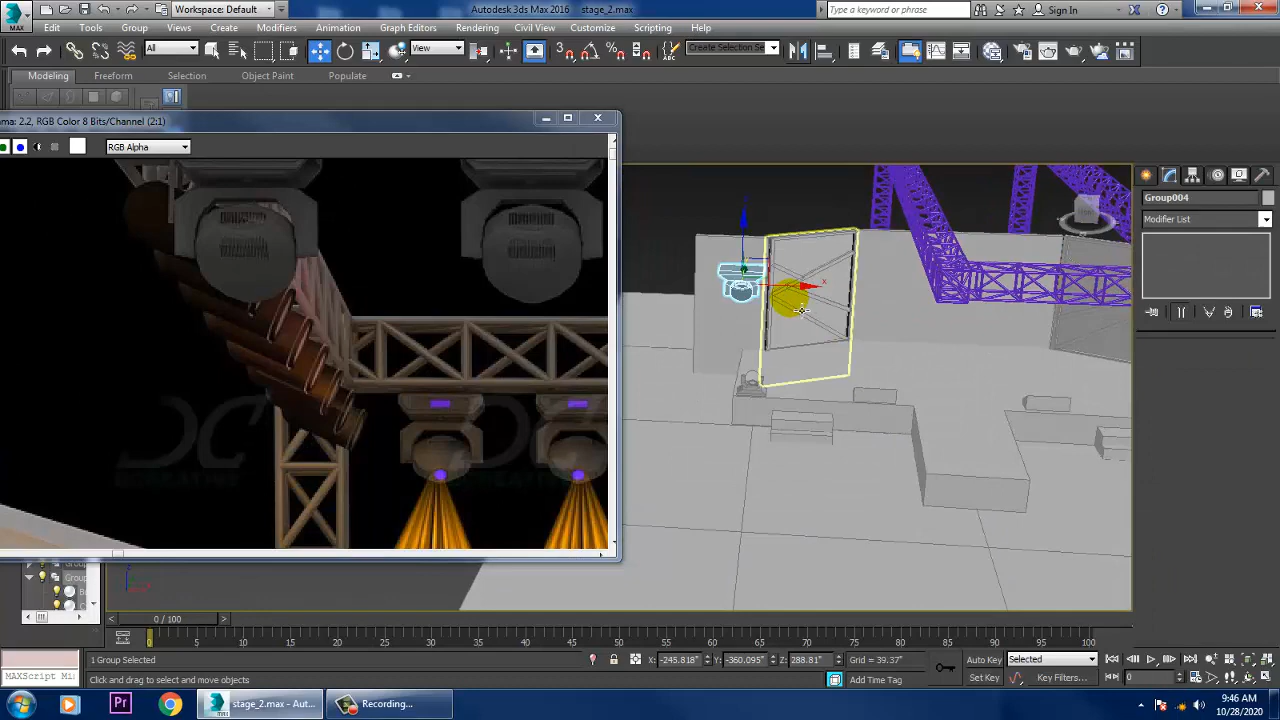 Workspace: Default
Autodesk 3ds Max 2016 stage_2.max
Type a keyword or phrase
Sign In
MAX
Edit Tools Group Views Create Modifiers Animation Graph Editors Rendering Civil View Customize Scripting Help
All
View
Create Selection Se
Modeling Freeform Selection Object Paint Populate
ma: 2.2, RGB Color 8 Bits/Channel (2:1)
RGB Alpha
Group004
Modifier List
x
Group
0 / 100
0 5 10 15 20 25 30 35 40 45 50 55 60 65 70 75 80 85 90 95 100
1 Group Selected
X: -245.818" Y: -360.095" Z: 288.81" Grid = 39.37"
Auto Key Selected
MAXScript Mi
Click and drag to select and move objects
Add Time Tag
Set Key Key Filters...
0
stage_2.max - Aut...
Recording...
9:46 AM
10/28/2020